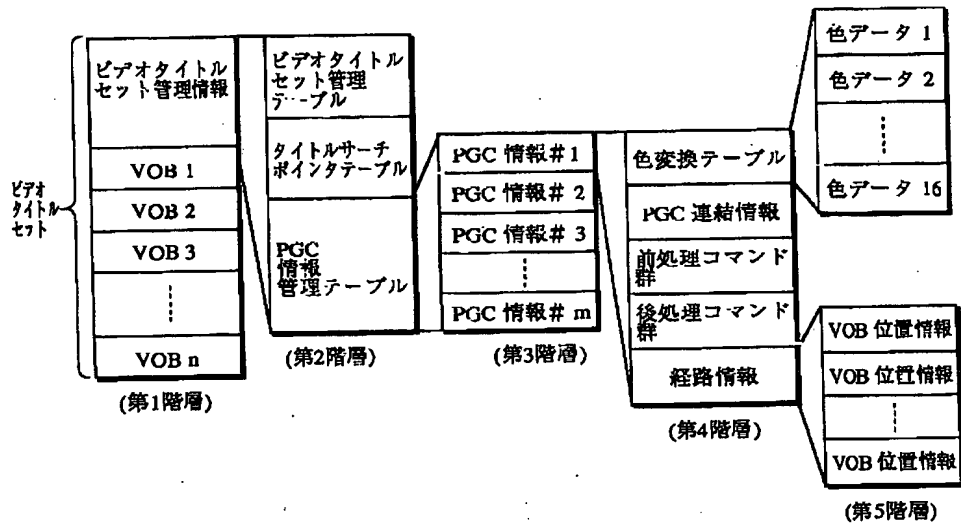 ビデオ
タイトル
セット
ビデオタイトル
セット管理情報
VOB 1
VOB 2
VOB 3
VOB n
(第1階層)
ビデオタイトル
セット管理
テーブル
タイトルサーチ
ポインタテーブル
PGC
情報
管理テーブル
(第2階層)
PGC 情報# 1
PGC 情報# 2
PGC 情報# 3
PGC 情報# m
(第3階層)
色変換テーブル
PGC 連結情報
前処理コマンド
群
後処理コマンド
群
経路情報
(第4階層)
色データ 1
色データ 2
色データ 16
VOB 位置情報
VOB 位置情報
VOB 位置情報
(第5階層)